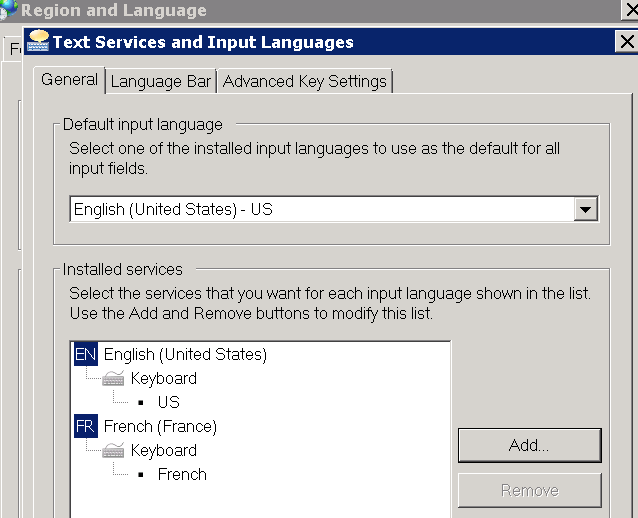 Region and Language
Text Services and Input Languages
General
Language Bar
Advanced Key Settings
Default input language
Select one of the installed input languages to use as the default for all
input fields.
English (United States) - US
Installed services
Select the services that you want for each input language shown in the list.
Use the Add and Remove buttons to modify this list.
EN English (United States)
Keyboard
US
FR French (France)
Keyboard
French
Add...
Remove